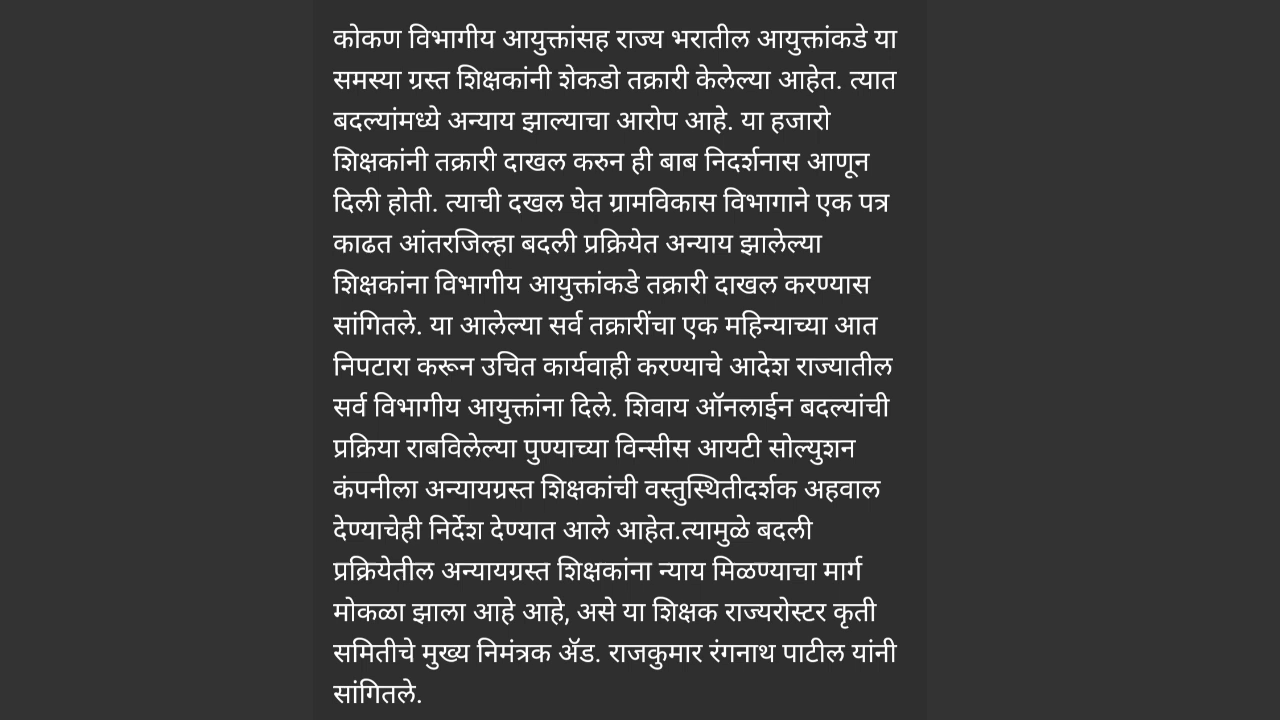 कोकण विभागीय आयुक्तांसह राज्य भरातील आयुक्तांकडे या
समस्या ग्रस्त शिक्षकांनी शेकडो तक्रारी केलेल्या आहेत. त्यात
बदल्यांमध्ये अन्याय झाल्याचा आरोप आहे. या हजारो
शिक्षकांनी तक्रारी दाखल करुन ही बाब निदर्शनास आणून
दिली होती. त्याची दखल घेत ग्रामविकास विभागाने एक पत्र
काढत आंतरजिल्हा बदली प्रक्रियेत अन्याय झालेल्या
शिक्षकांना विभागीय आयुक्तांकडे तक्रारी दाखल करण्यास
सांगितले. या आलेल्या सर्व तक्रारींचा एक महिन्याच्या आत
निपटारा करून उचित कार्यवाही करण्याचे आदेश राज्यातील
सर्व विभागीय आयुक्तांना दिले. शिवाय ऑनलाईन बदल्यांची
प्रक्रिया राबविलेल्या पुण्याच्या विन्सीस आयटी सोल्युशन
कंपनीला अन्यायग्रस्त शिक्षकांची वस्तुस्थितीदर्शक अहवाल
देण्याचेही निर्देश देण्यात आले आहेत.त्यामुळे बदली
प्रक्रियेतील अन्यायग्रस्त शिक्षकांना न्याय मिळण्याचा मार्ग
मोकळा झाला आहे आहे, असे या शिक्षक राज्यरोस्टर कृती
समितीचे मुख्य निमंत्रक ॲड. राजकुमार रंगनाथ पाटील यांनी
सांगितले.